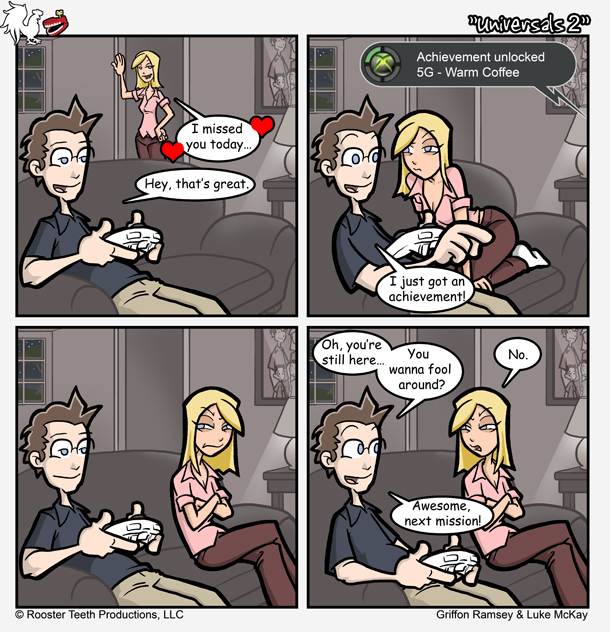 "universals 2"
I missed
you today...
Hey, that's great.
Achievement unlocked
5G - Warm Coffee
I just got an
achievement!
Oh, you're
still here...
You
wanna fool
around?
No.
Awesome,
next mission!
© Rooster Teeth Productions, LLC
Griffon Ramsey & Luke McKay